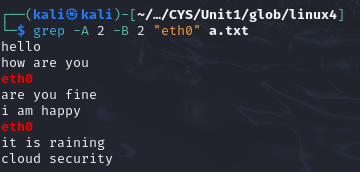 (kali㉿kali)-[~/…/CYS/Unit1/glob/linux4]
$ grep -A 2 -B 2 "eth0" a.txt
hello
how are you
eth0
are you fine
i am happy
eth0
it is raining
cloud security